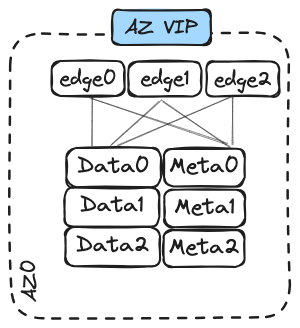 AZ VIP
edge0 edge1 edge2
Data0 Meta0
Data1 Meta1
Data2 Meta2
AZ0